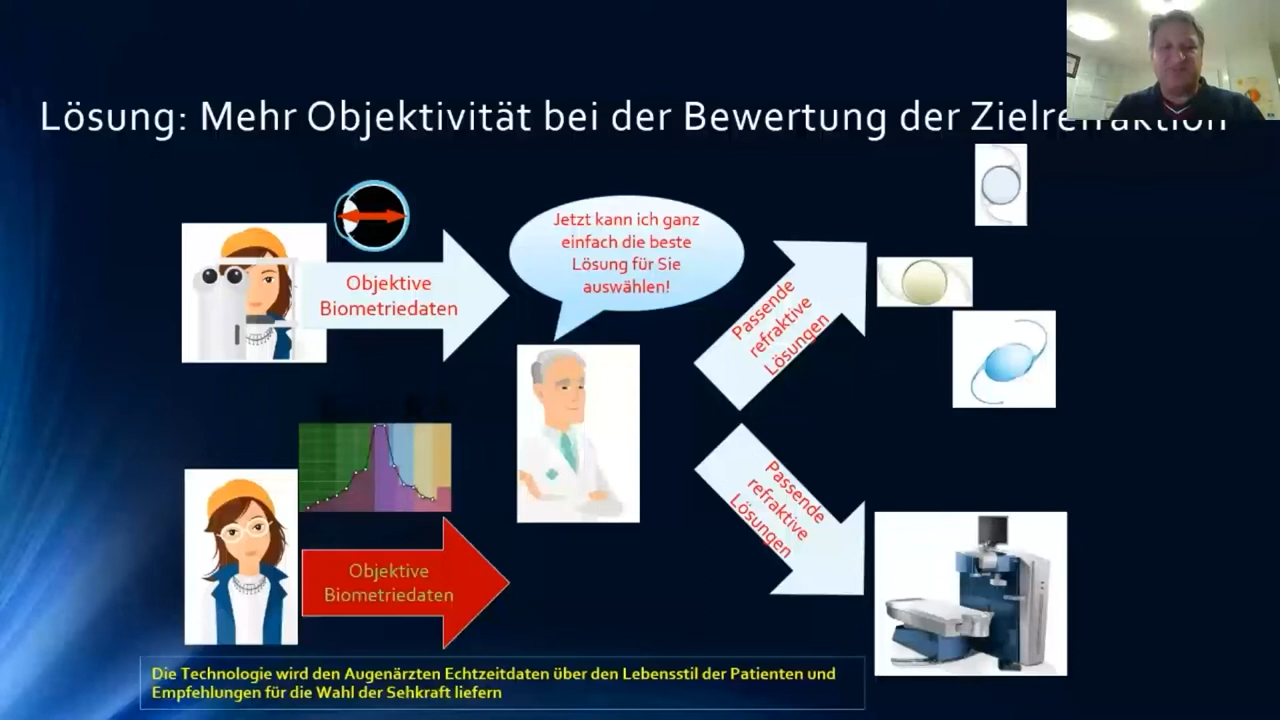 Lösung: Mehr Objektivität bei der Bewertung der Zielrefraktion
Objektive
Biometriedaten
Jetzt kann ich ganz
einfach die beste
Lösung für Sie
auswählen!
Passende
refraktive
Lösungen
Objektive
Biometriedaten
Passende
refraktive
Lösungen
Die Technologie wird den Augenärzten Echtzeitdaten über den Lebensstil der Patienten und
Empfehlungen für die Wahl der Sehkraft liefern